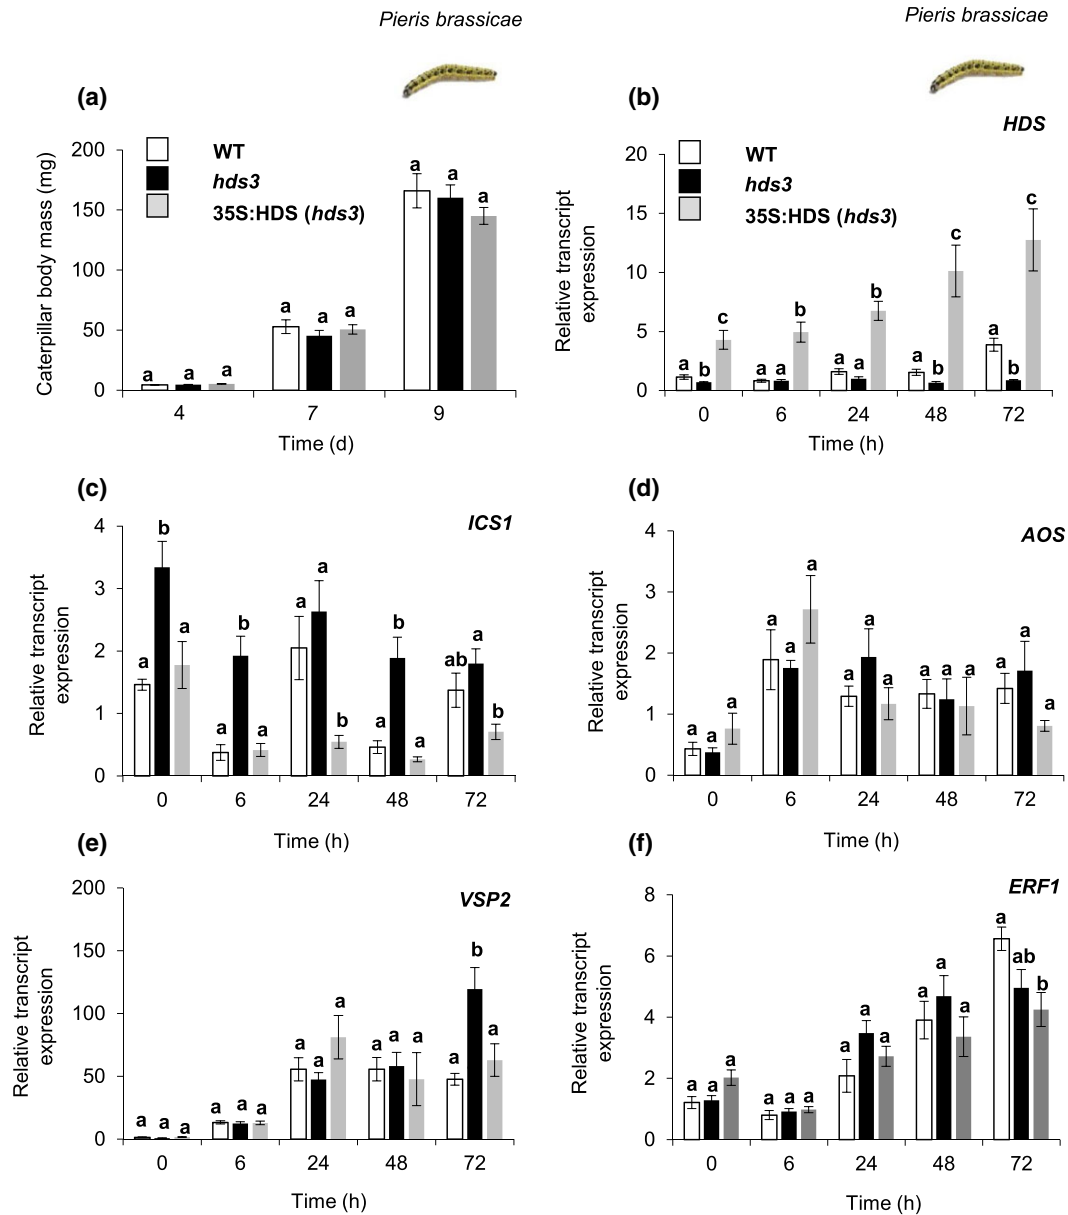 Pieris brassicae
Pieris brassicae
(a)
Caterpillar body mass (mg)
200
150
100
50
0
WT
hds3
35S:HDS (hds3)
a a a
a a a
a a a
4 7 9
Time (d)
(b)
HDS
Relative transcript
expression
20
15
10
5
0
WT
hds3
35S:HDS (hds3)
a b c
a a b
a a b
a b c
a b c
0 6 24 48 72
Time (h)
(c)
ICS1
Relative transcript
expression
4
3
2
1
0
a b a
a b a
a a b
a b a
ab a b
0 6 24 48 72
Time (h)
(d)
AOS
Relative transcript
expression
4
3
2
1
0
a a a
a a a
a a a
a a a
a a a
0 6 24 48 72
Time (h)
(e)
VSP2
Relative transcript
expression
200
150
100
50
0
a a a
a a a
a a a
a a a
a b a
0 6 24 48 72
Time (h)
(f)
ERF1
Relative transcript
expression
8
6
4
2
0
a a a
a a a
a a a
a a a
a ab b
0 6 24 48 72
Time (h)